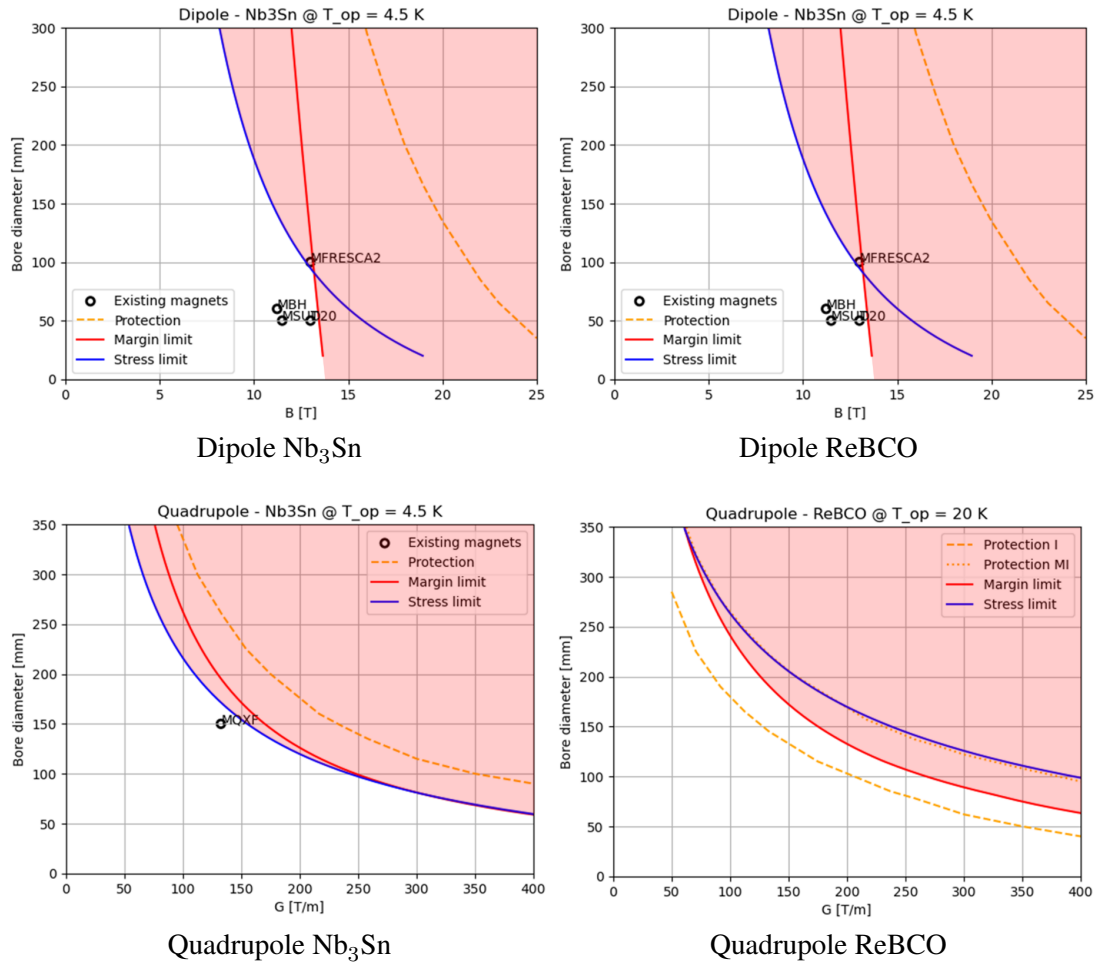 Dipole - Nb3Sn @ T_op = 4.5 K
Bore diameter [mm]
300
250
200
150
100
50
0
MFRESCA2
MBH
MSUT
D20
Existing magnets
Protection
Margin limit
Stress limit
0 5 10 15 20 25
B [T]
Dipole Nb₃Sn
Dipole - Nb3Sn @ T_op = 4.5 K
Bore diameter [mm]
300
250
200
150
100
50
0
MFRESCA2
MBH
MSUT
D20
Existing magnets
Protection
Margin limit
Stress limit
0 5 10 15 20 25
B [T]
Dipole ReBCO
Quadrupole - Nb3Sn @ T_op = 4.5 K
Bore diameter [mm]
350
300
250
200
150
100
50
0
Existing magnets
Protection
Margin limit
Stress limit
MQXF
0 50 100 150 200 250 300 350 400
G [T/m]
Quadrupole Nb₃Sn
Quadrupole - ReBCO @ T_op = 20 K
Bore diameter [mm]
350
300
250
200
150
100
50
0
Protection I
Protection MI
Margin limit
Stress limit
0 50 100 150 200 250 300 350 400
G [T/m]
Quadrupole ReBCO